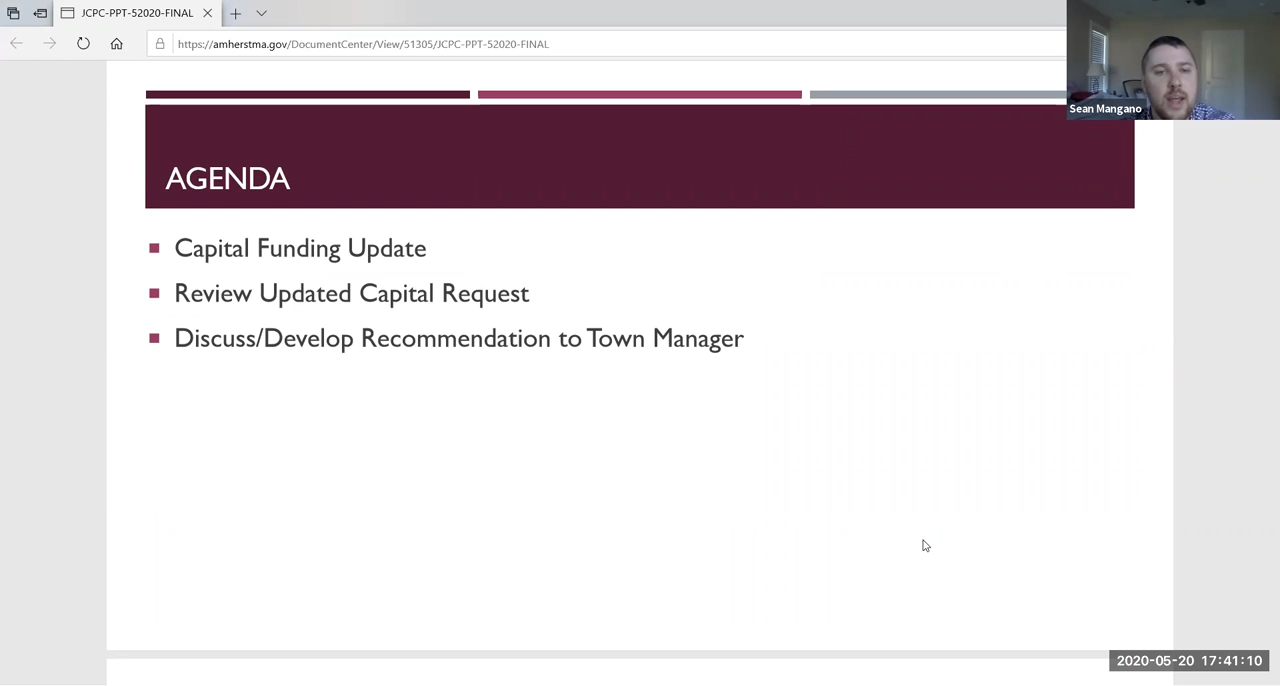 JCPC-PPT-52020-FINAL
https://amherstma.gov/DocumentCenter/View/51305/JCPC-PPT-52020-FINAL
Sean Mangano
AGENDA
Capital Funding Update
Review Updated Capital Request
Discuss/Develop Recommendation to Town Manager
2020-05-20 17:41:10